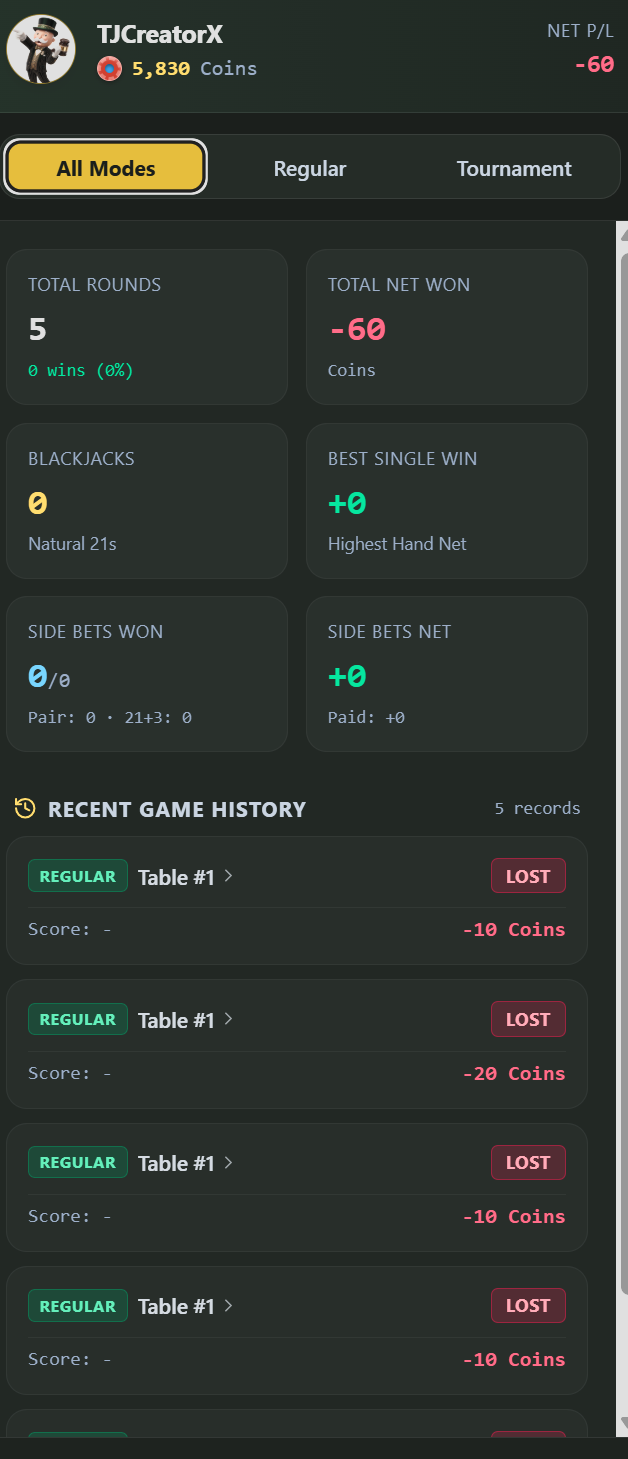 TJCreatorX
5,830 Coins
NET P/L
-60
All Modes
Regular
Tournament
TOTAL ROUNDS
5
0 wins (0%)
TOTAL NET WON
-60
Coins
BLACKJACKS
0
Natural 21s
BEST SINGLE WIN
+0
Highest Hand Net
SIDE BETS WON
0/0
Pair: 0 · 21+3: 0
SIDE BETS NET
+0
Paid: +0
RECENT GAME HISTORY
5 records
REGULAR Table #1 LOST
Score: - -10 Coins
REGULAR Table #1 LOST
Score: - -20 Coins
REGULAR Table #1 LOST
Score: - -10 Coins
REGULAR Table #1 LOST
Score: - -10 Coins